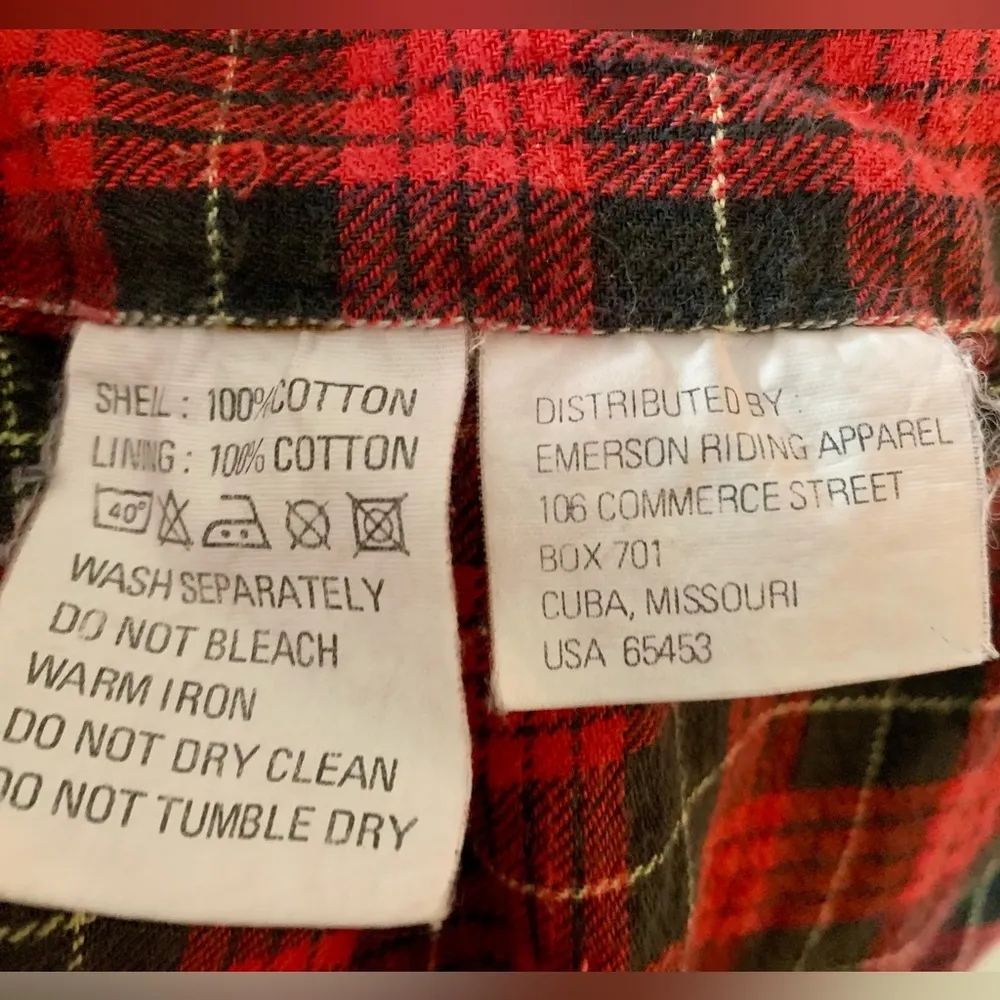 SHELL : 100% COTTON
LINING : 100% COTTON
40°
WASH SEPARATELY
DO NOT BLEACH
WARM IRON
DO NOT DRY CLEAN
DO NOT TUMBLE DRY
DISTRIBUTED BY :
EMERSON RIDING APPAREL
106 COMMERCE STREET
BOX 701
CUBA, MISSOURI
USA 65453